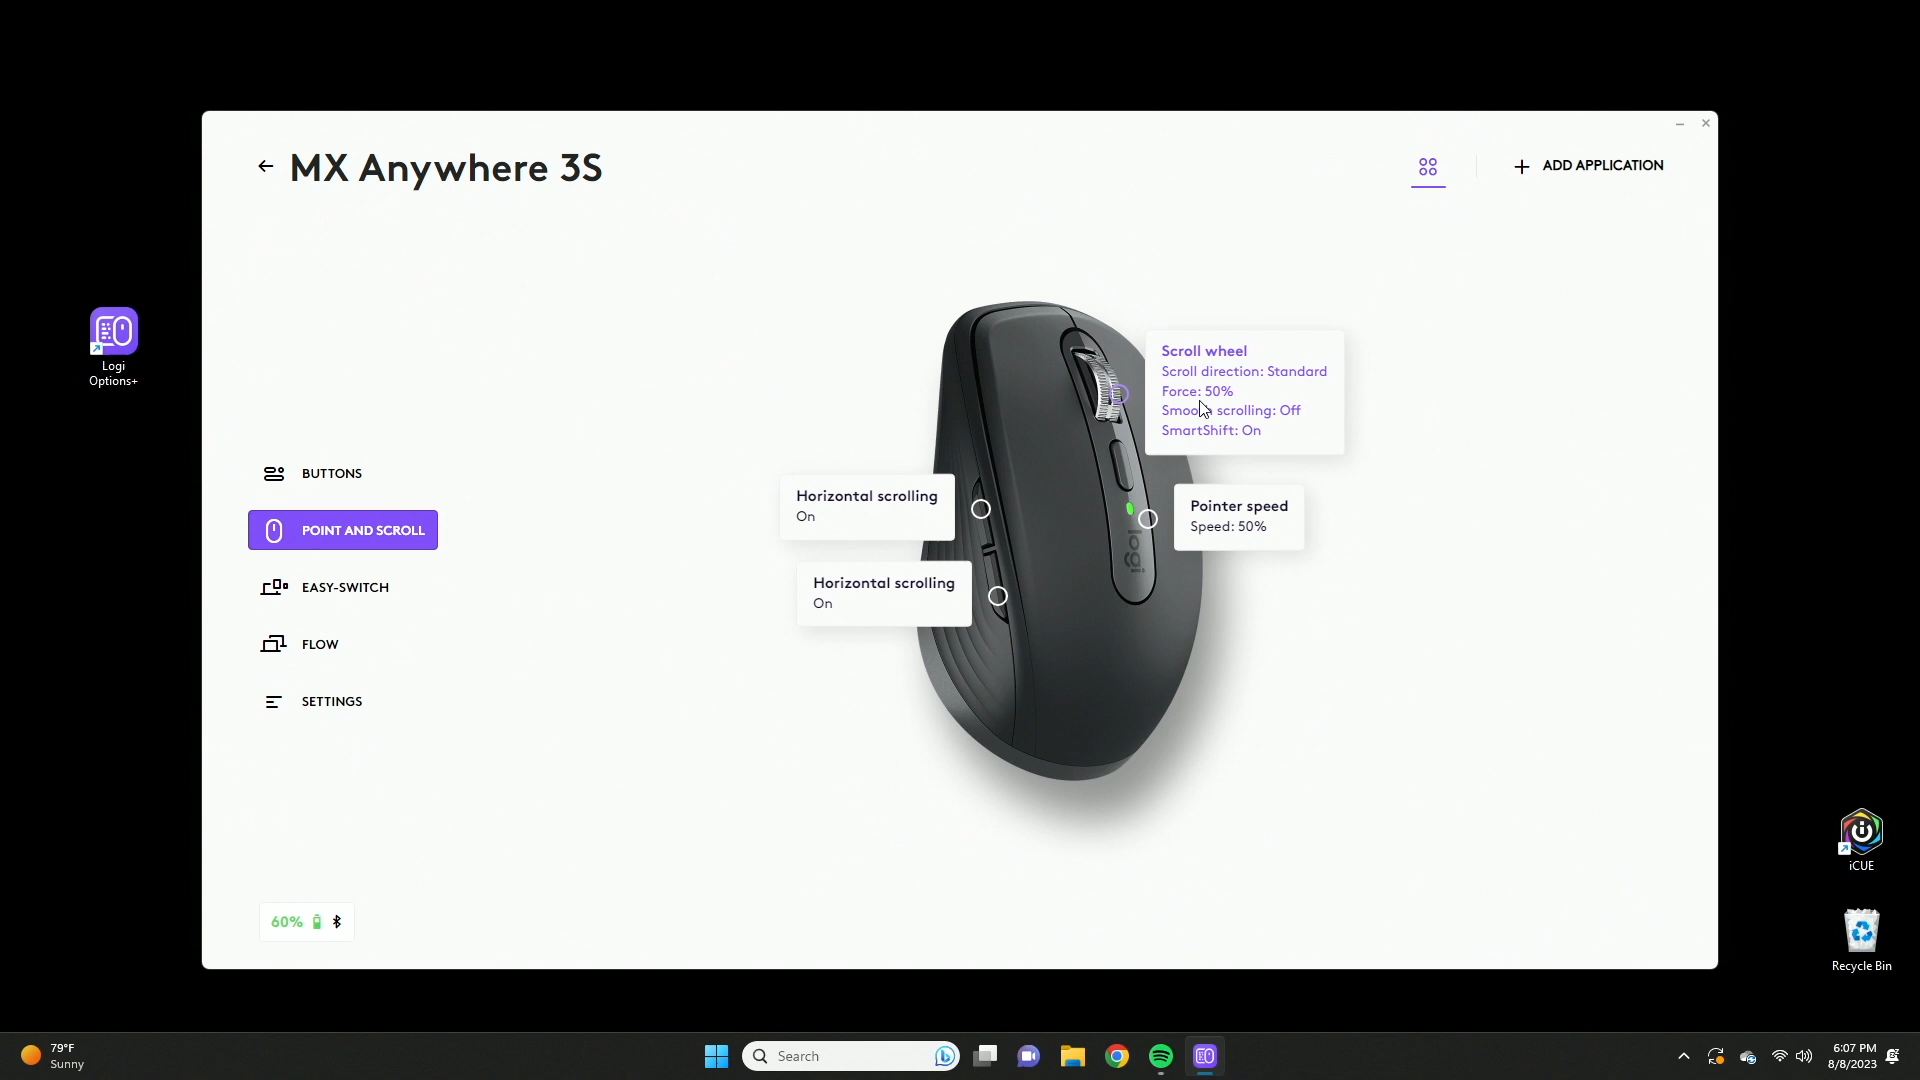 MX Anywhere 3S
ADD APPLICATION
Logi
Options+
Scroll wheel
Scroll direction: Standard
Force: 50%
Smooth scrolling: Off
SmartShift: On
BUTTONS
Horizontal scrolling
On
Pointer speed
Speed: 50%
POINT AND SCROLL
Horizontal scrolling
On
EASY-SWITCH
FLOW
SETTINGS
60%
iCUE
Recycle Bin
79°F
Sunny
Search
6:07 PM
8/8/2023